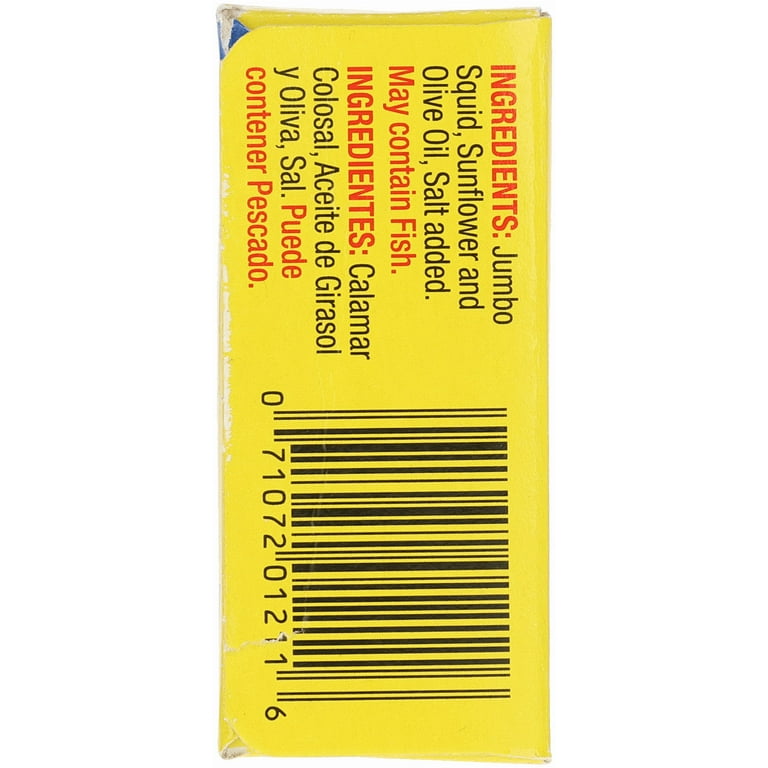 INGREDIENTS: Jumbo
Squid, Sunflower and
Olive Oil, Salt added.
May contain Fish.
INGREDIENTES: Calamar
Colosal, Aceite de Girasol
y Oliva, Sal. Puede
contener Pescado.
0 71072 01211 6